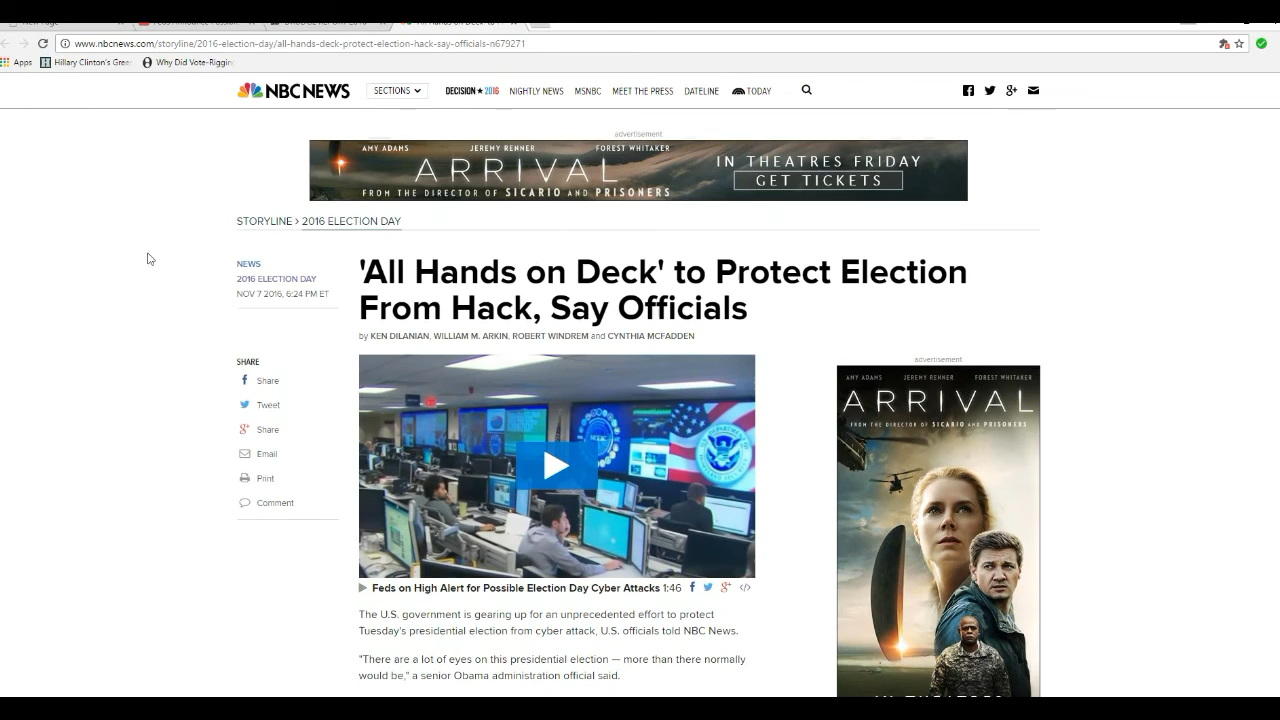 www.nbcnews.com/storyline/2016-election-day/all-hands-deck-protect-election-hack-say-officials-n679271
Apps Hillary Clinton's Gree Why Did Vote-Riggin
NBC NEWS SECTIONS DECISION 2016 NIGHTLY NEWS MSNBC MEET THE PRESS DATELINE TODAY
advertisement
AMY ADAMS JEREMY RENNER FOREST WHITAKER
ARRIVAL
FROM THE DIRECTOR OF SICARIO AND PRISONERS
IN THEATRES FRIDAY
GET TICKETS
STORYLINE › 2016 ELECTION DAY
NEWS
2016 ELECTION DAY
NOV 7 2016, 6:24 PM ET
'All Hands on Deck' to Protect Election
From Hack, Say Officials
by KEN DILANIAN, WILLIAM M. ARKIN, ROBERT WINDREM and CYNTHIA MCFADDEN
SHARE
Share
Tweet
Share
Email
Print
Comment
Feds on High Alert for Possible Election Day Cyber Attacks 1:46
The U.S. government is gearing up for an unprecedented effort to protect
Tuesday's presidential election from cyber attack, U.S. officials told NBC News.
"There are a lot of eyes on this presidential election — more than there normally
would be," a senior Obama administration official said.
advertisement
AMY ADAMS JEREMY RENNER FOREST WHITAKER
ARRIVAL
FROM THE DIRECTOR OF SICARIO AND PRISONERS